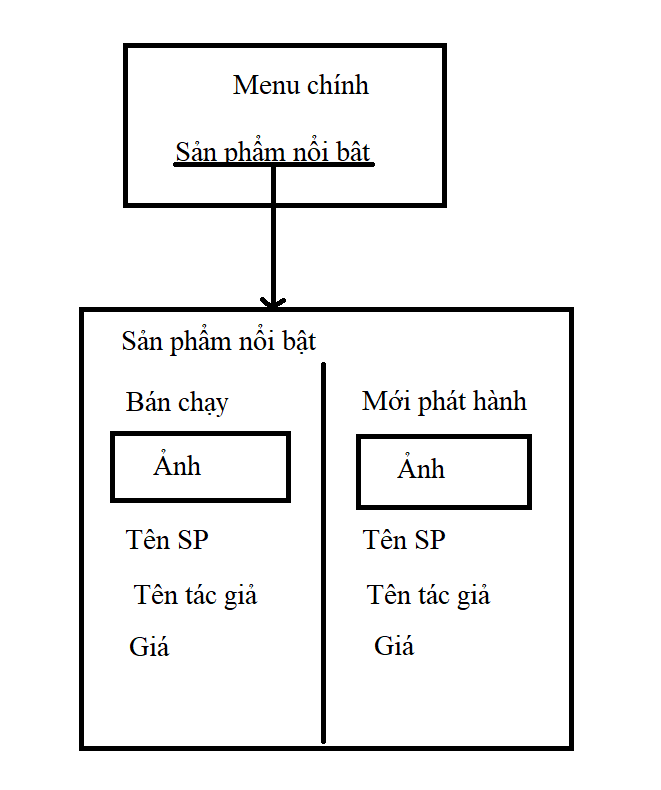 Menu chính
Sản phẩm nổi bât
Sản phẩm nổi bật
Bán chạy
Ảnh
Tên SP
Tên tác giả
Giá
Mới phát hành
Ảnh
Tên SP
Tên tác giả
Giá